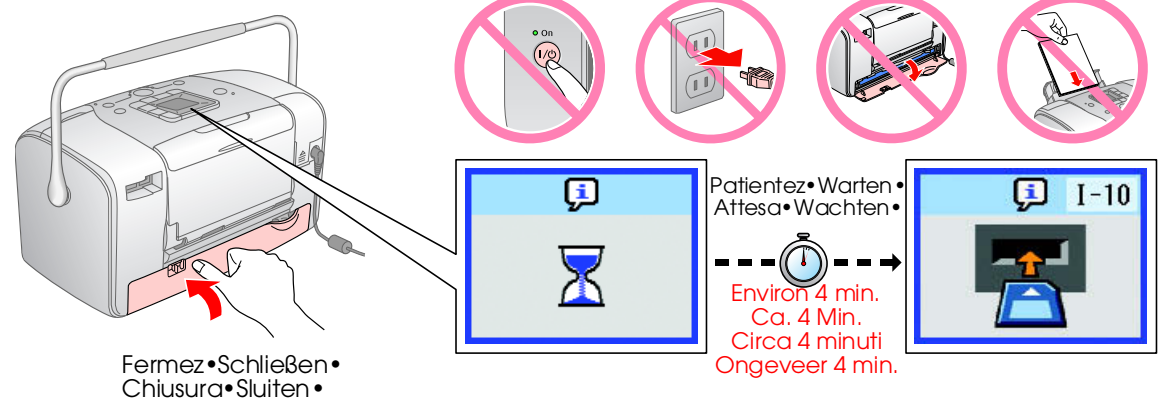 On
I/⏻
I-10
Patientez•Warten•
Attesa•Wachten•
Environ 4 min.
Ca. 4 Min.
Circa 4 minuti
Ongeveer 4 min.
Fermez•Schließen•
Chiusura•Sluiten•